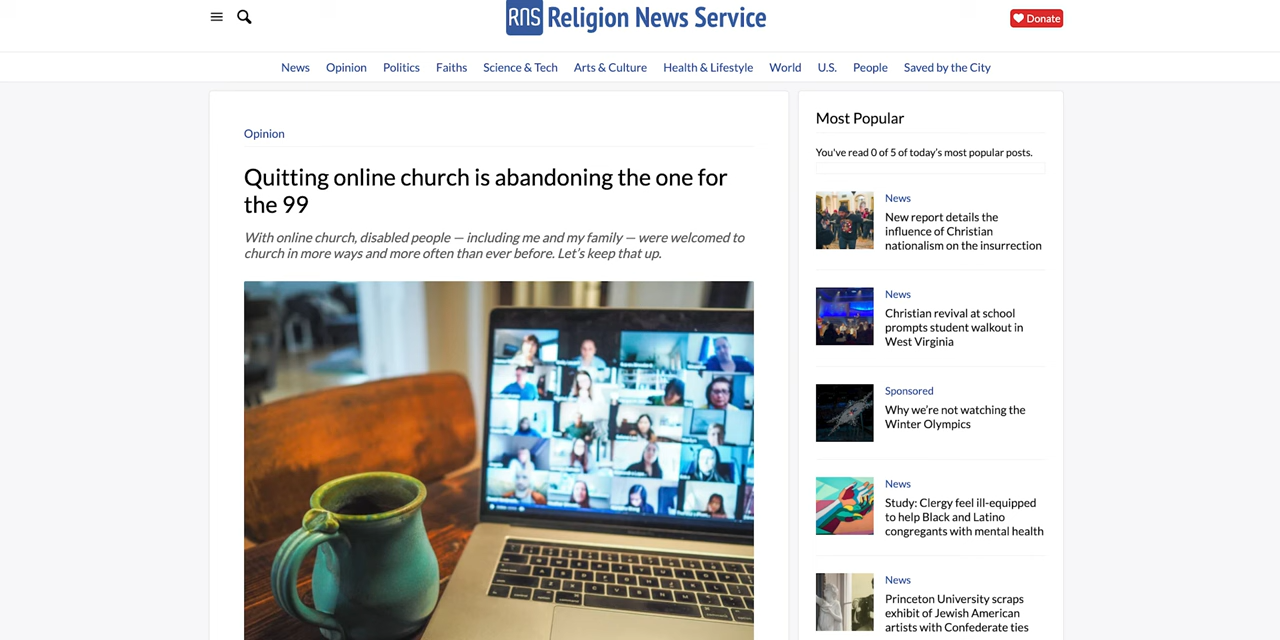 RNS Religion News Service
Donate
News Opinion Politics Faiths Science & Tech Arts & Culture Health & Lifestyle World U.S. People Saved by the City
Opinion
Quitting online church is abandoning the one for
the 99
With online church, disabled people — including me and my family — were welcomed to
church in more ways and more often than ever before. Let’s keep that up.
Most Popular
You've read 0 of 5 of today’s most popular posts.
News
New report details the
influence of Christian
nationalism on the insurrection
News
Christian revival at school
prompts student walkout in
West Virginia
Sponsored
Why we’re not watching the
Winter Olympics
News
Study: Clergy feel ill-equipped
to help Black and Latino
congregants with mental health
News
Princeton University scraps
exhibit of Jewish American
artists with Confederate ties